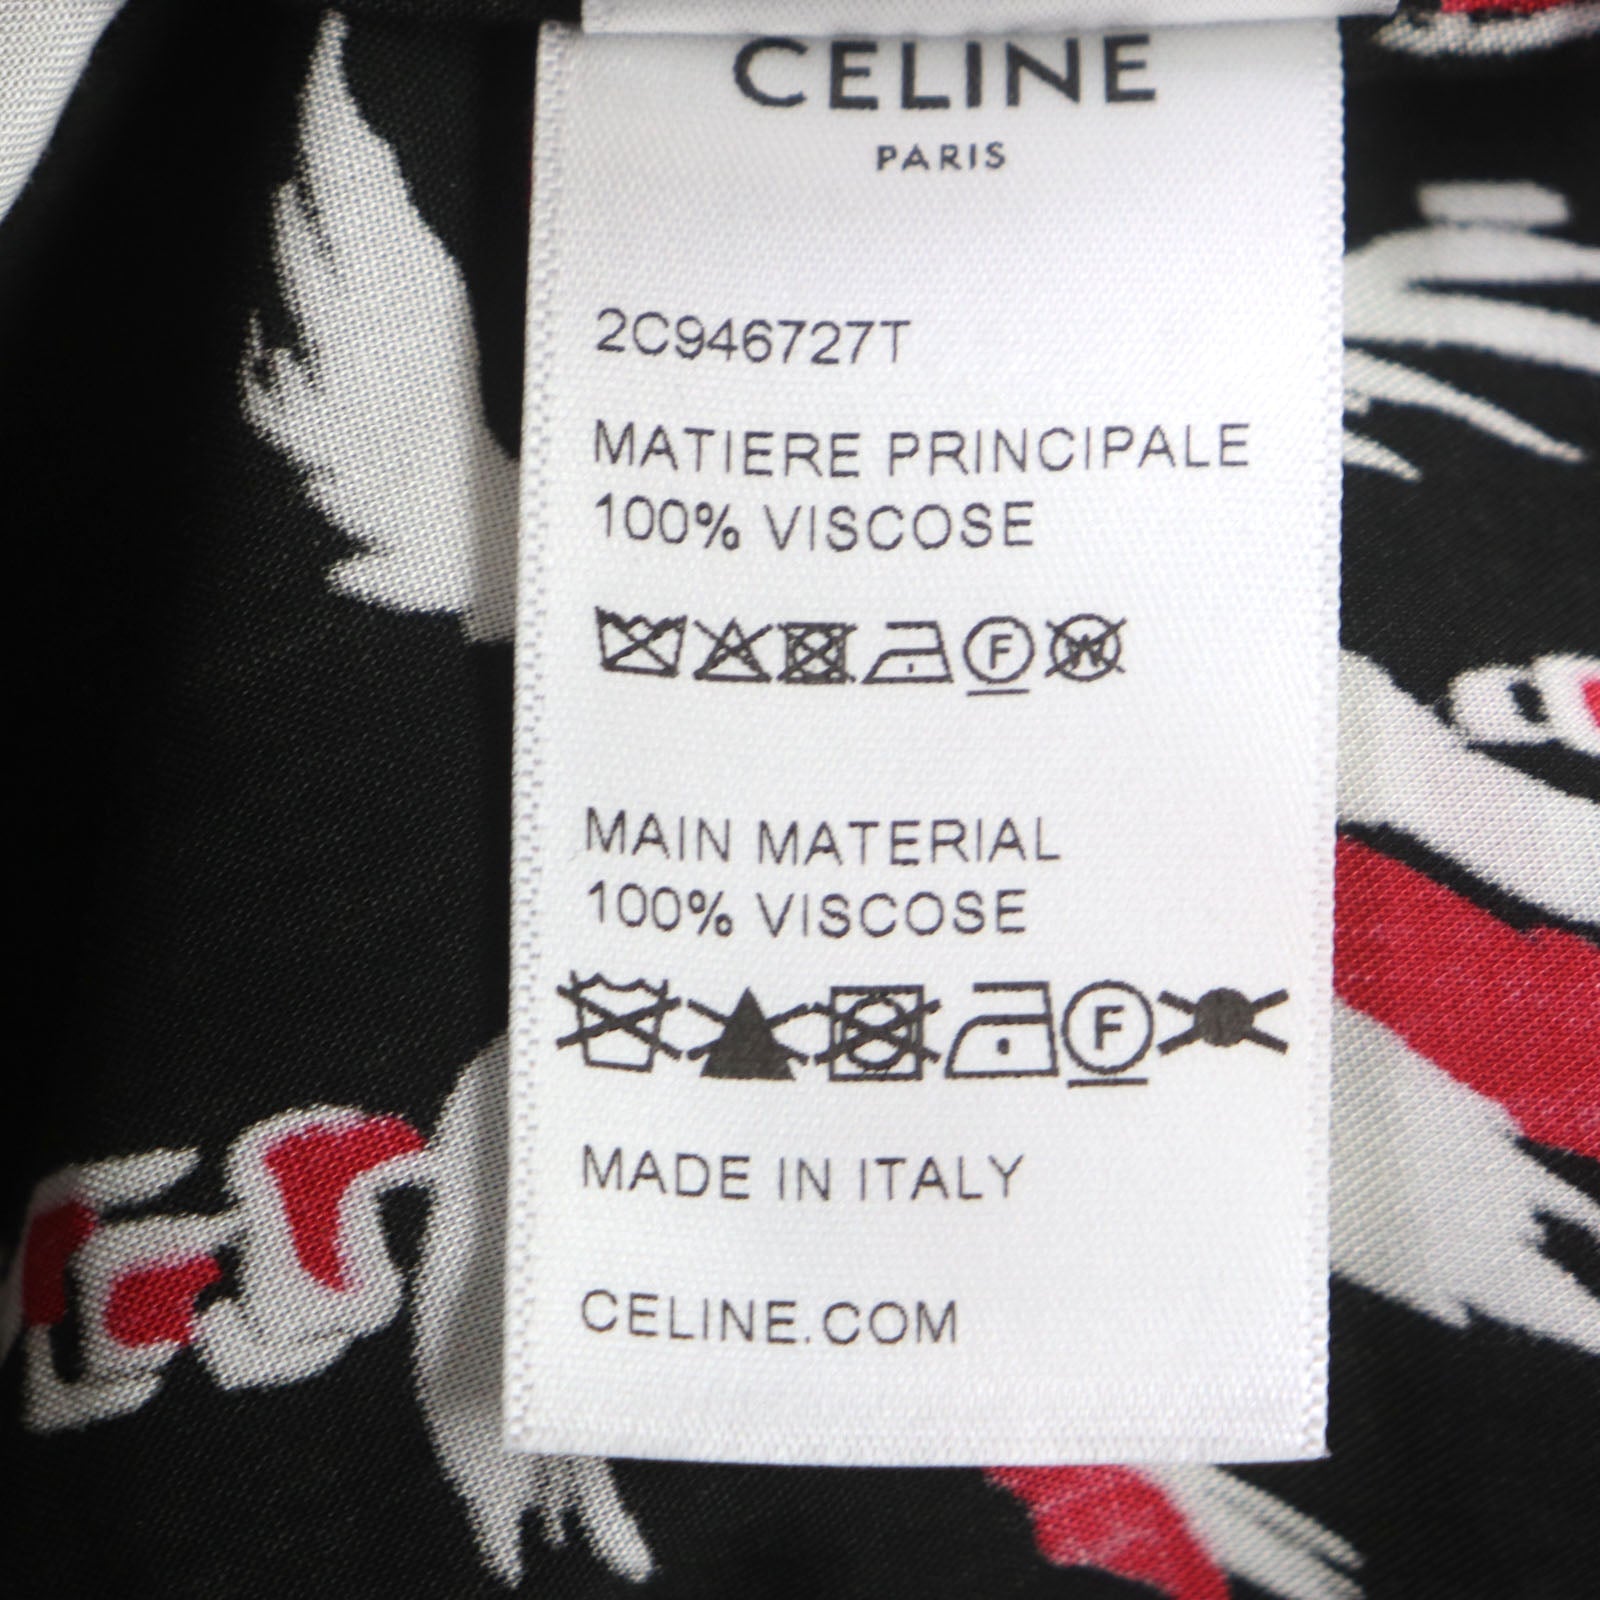 CELINE
PARIS
2C946727T
MATIERE PRINCIPALE
100% VISCOSE
F W
MAIN MATERIAL
100% VISCOSE
F
MADE IN ITALY
CELINE.COM